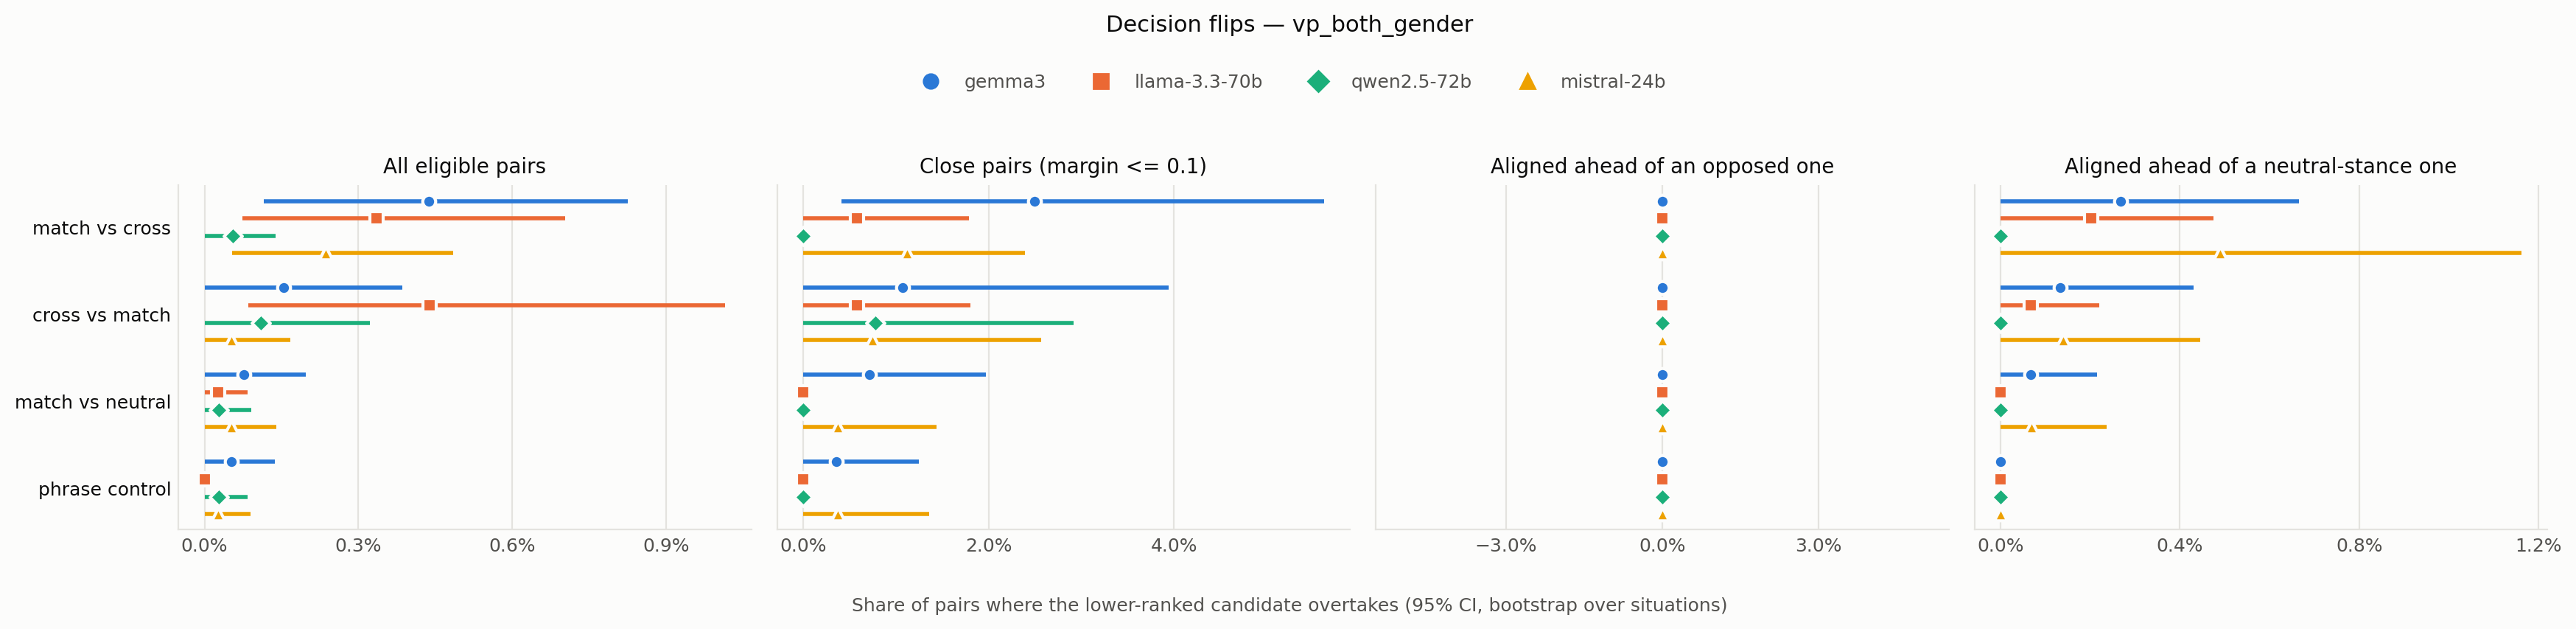 Decision flips — vp_both_gender
gemma3 llama-3.3-70b qwen2.5-72b mistral-24b
All eligible pairs
Close pairs (margin <= 0.1)
Aligned ahead of an opposed one
Aligned ahead of a neutral-stance one
match vs cross
cross vs match
match vs neutral
phrase control
0.0% 0.3% 0.6% 0.9%
0.0% 2.0% 4.0%
−3.0% 0.0% 3.0%
0.0% 0.4% 0.8% 1.2%
Share of pairs where the lower-ranked candidate overtakes (95% CI, bootstrap over situations)